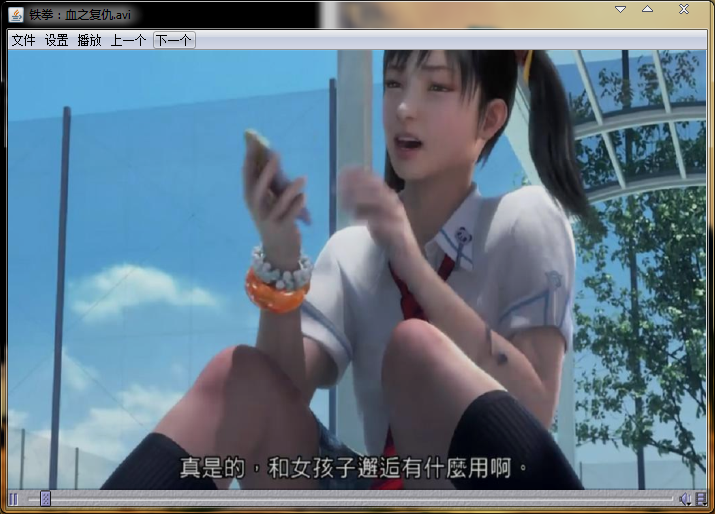 铁拳：血之复仇.avi
文件 设置 播放 上一个 下一个
真是的，和女孩子邂逅有什麼用啊。